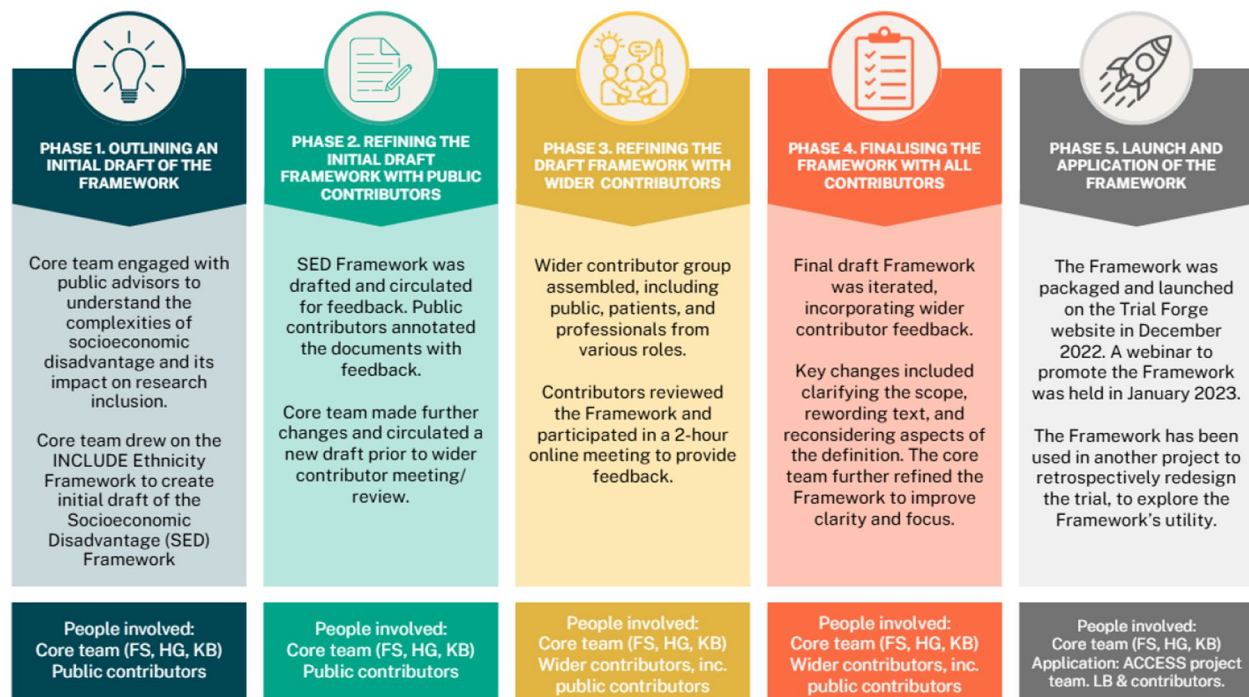 PHASE 1. OUTLINING AN
INITIAL DRAFT OF THE
FRAMEWORK
Core team engaged with
public advisors to
understand the
complexities of
socioeconomic
disadvantage and its
impact on research
inclusion.
Core team drew on the
INCLUDE Ethnicity
Framework to create
initial draft of the
Socioeconomic
Disadvantage (SED)
Framework
People involved:
Core team (FS, HG, KB)
Public contributors
PHASE 2. REFINING THE
INITIAL DRAFT
FRAMEWORK WITH PUBLIC
CONTRIBUTORS
SED Framework was
drafted and circulated
for feedback. Public
contributors annotated
the documents with
feedback.
Core team made further
changes and circulated a
new draft prior to wider
contributor meeting/
review.
People involved:
Core team (FS, HG, KB)
Public contributors
PHASE 3. REFINING THE
DRAFT FRAMEWORK WITH
WIDER CONTRIBUTORS
Wider contributor group
assembled, including
public, patients, and
professionals from
various roles.
Contributors reviewed
the Framework and
participated in a 2-hour
online meeting to provide
feedback.
People involved:
Core team (FS, HG, KB)
Wider contributors, inc.
public contributors
PHASE 4. FINALISING THE
FRAMEWORK WITH ALL
CONTRIBUTORS
Final draft Framework
was iterated,
incorporating wider
contributor feedback.
Key changes included
clarifying the scope,
rewording text, and
reconsidering aspects of
the definition. The core
team further refined the
Framework to improve
clarity and focus.
People involved:
Core team (FS, HG, KB)
Wider contributors, inc.
public contributors
PHASE 5. LAUNCH AND
APPLICATION OF THE
FRAMEWORK
The Framework was
packaged and launched
on the Trial Forge
website in December
2022. A webinar to
promote the Framework
was held in January 2023.
The Framework has been
used in another project to
retrospectively redesign
the trial, to explore the
Framework's utility.
People involved:
Core team (FS, HG, KB)
Application: ACCESS project
team. LB & contributors.